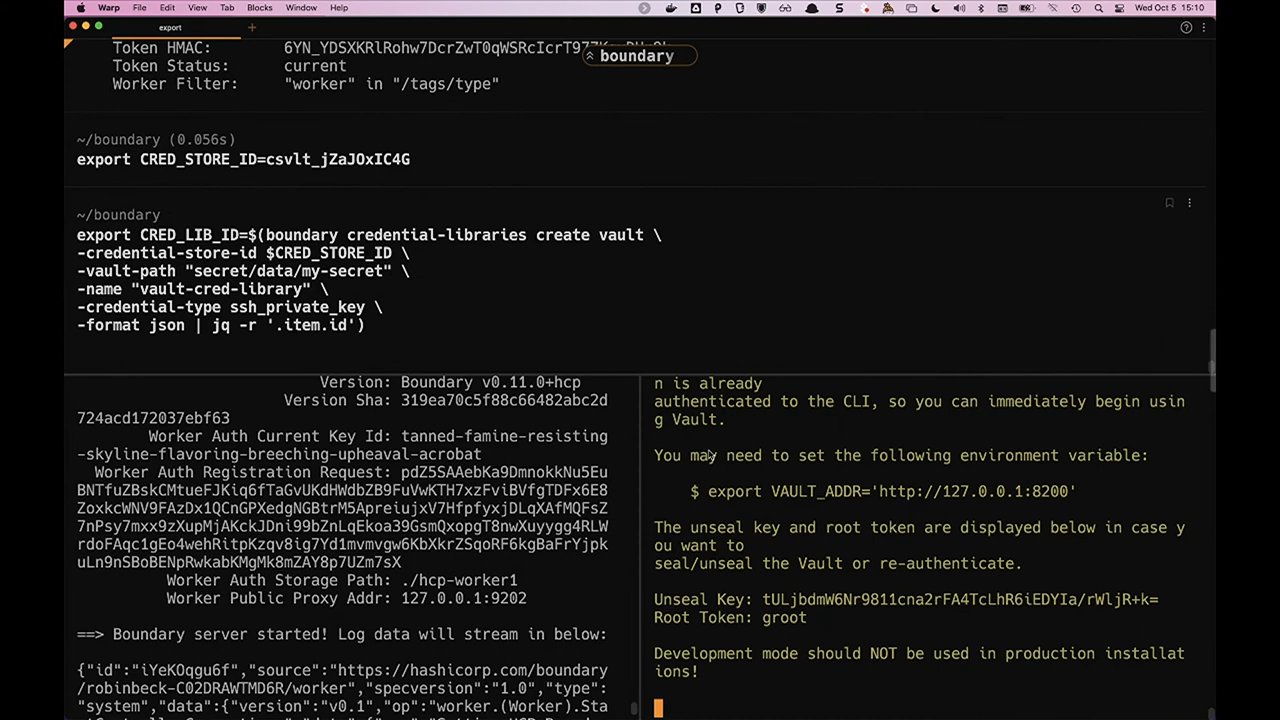 Warp File Edit View Tab Blocks Window Help Wed Oct 5 15:10
export
Token HMAC:
Token Status: current
Worker Filter: "worker" in "/tags/type"
boundary
~/boundary (0.056s)
export CRED_STORE_ID=csvlt_jZaJOxIC4G
~/boundary
export CRED_LIB_ID=$(boundary credential-libraries create vault \
-credential-store-id $CRED_STORE_ID \
-vault-path "secret/data/my-secret" \
-name "vault-cred-library" \
-credential-type ssh_private_key \
-format json | jq -r '.item.id')
Version: Boundary v0.11.0+hcp
Version Sha: 319ea70c5f88c66482abc2d
724acd172037ebf63
Worker Auth Current Key Id: tanned-famine-resisting
-skyline-flavoring-breeching-upheaval-acrobat
Worker Auth Registration Request: pdZ5SAAebKa9DmnokkNu5Eu
BNTfuZBskCMtueFJKiq6fTaGvUKdHWdbZB9FuVwKTH7xzFviBVfgTDFx6E8
ZoxkcWNV9FAzDx1QCnGPXedgNGBtrM5ApreiujxV7HfpfyxjDLqXAfMQFsZ
7nPsy7mxx9zXupMjAKckJDni99bZnLqEkoa39GsmQxopgT8nwXuyygg4RLW
rdoFAqc1gEo4wehRitpKzqv8ig7Yd1mvmvgw6KbXkrZSqoRF6kgBaFrYjpk
uLn9nSBoBENpRwkabKMgMk8mZAY8p7UZm7sX
Worker Auth Storage Path: ./hcp-worker1
Worker Public Proxy Addr: 127.0.0.1:9202
==> Boundary server started! Log data will stream in below:
{"id":"iYeKOqgu6f","source":"https://hashicorp.com/boundary
/robinbeck-C02DRAWTMD6R/worker","specversion":"1.0","type":
"system","data":{"version":"v0.1","op":"worker.(Worker).Sta
n is already
authenticated to the CLI, so you can immediately begin usin
g Vault.
You may need to set the following environment variable:
$ export VAULT_ADDR='http://127.0.0.1:8200'
The unseal key and root token are displayed below in case y
ou want to
seal/unseal the Vault or re-authenticate.
Unseal Key: tULjbdmW6Nr9811cna2rFA4TcLhR6iEDYIa/rWljR+k=
Root Token: groot
Development mode should NOT be used in production installat
ions!